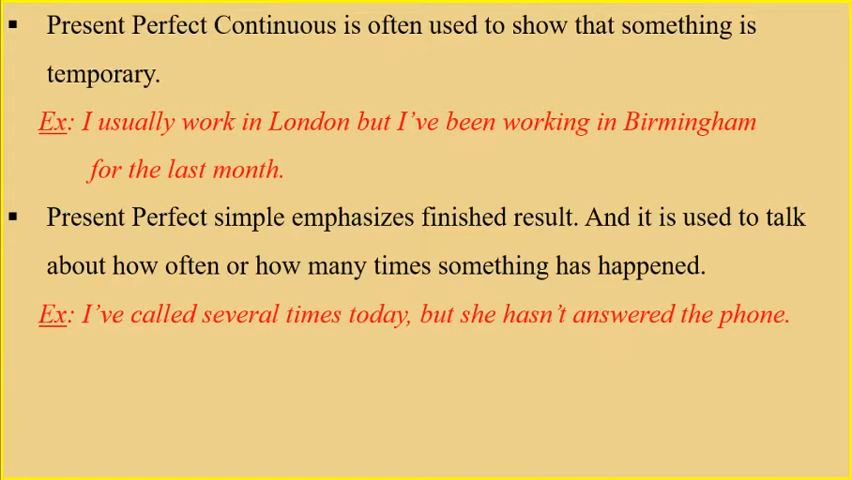 ▪ Present Perfect Continuous is often used to show that something is
temporary.
Ex: I usually work in London but I’ve been working in Birmingham
for the last month.
▪ Present Perfect simple emphasizes finished result. And it is used to talk
about how often or how many times something has happened.
Ex: I’ve called several times today, but she hasn’t answered the phone.